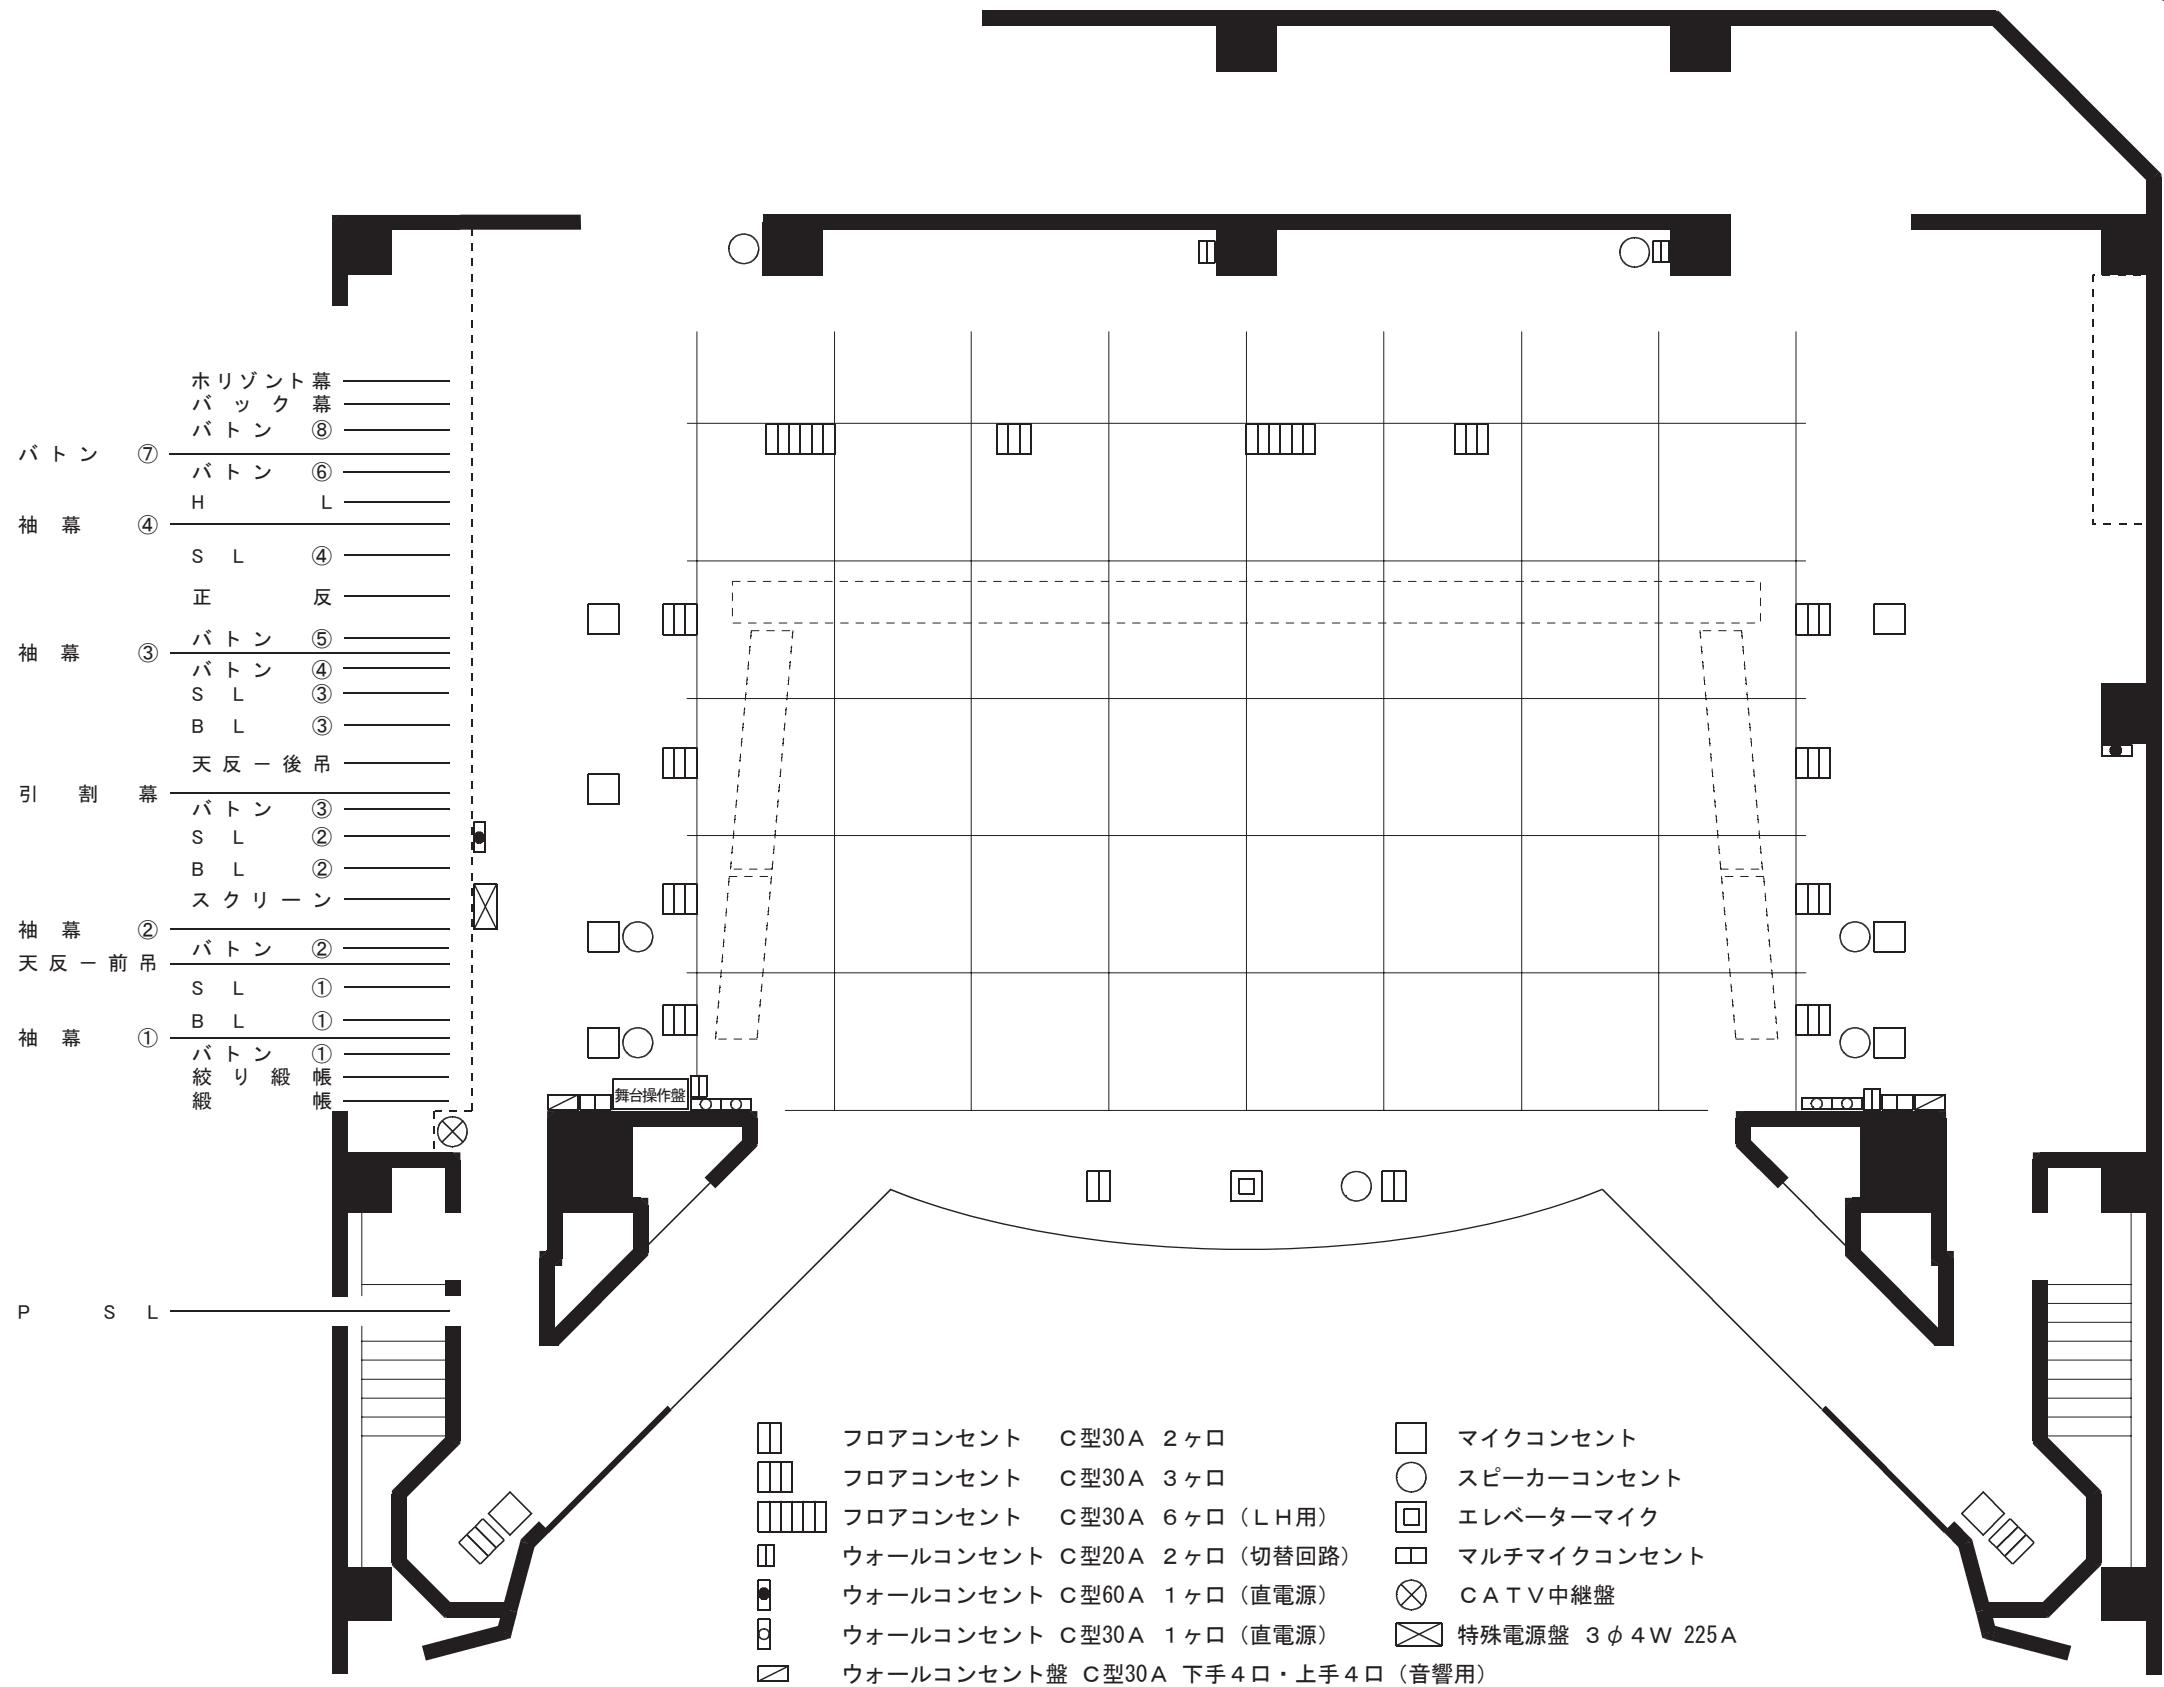 ホリゾント幕
バック幕
バトン ⑧
バトン ⑦
バトン ⑥
H L
袖幕 ④
S L ④
正反
バトン ⑤
袖幕 ③
バトン ④
S L ③
B L ③
天反ー後吊
引割幕
バトン ③
S L ②
B L ②
スクリーン
袖幕 ②
バトン ②
天反ー前吊
S L ①
B L ①
袖幕 ①
バトン ①
絞り緞帳
緞帳
舞台操作盤
P S L
フロアコンセント C型30A 2ヶ口
フロアコンセント C型30A 3ヶ口
フロアコンセント C型30A 6ヶ口（LH用）
ウォールコンセント C型20A 2ヶ口（切替回路）
ウォールコンセント C型60A 1ヶ口（直電源）
ウォールコンセント C型30A 1ヶ口（直電源）
ウォールコンセント盤 C型30A 下手4口・上手4口（音響用）
マイクコンセント
スピーカーコンセント
エレベーターマイク
マルチマイクコンセント
CATV中継盤
特殊電源盤 3φ4W 225A